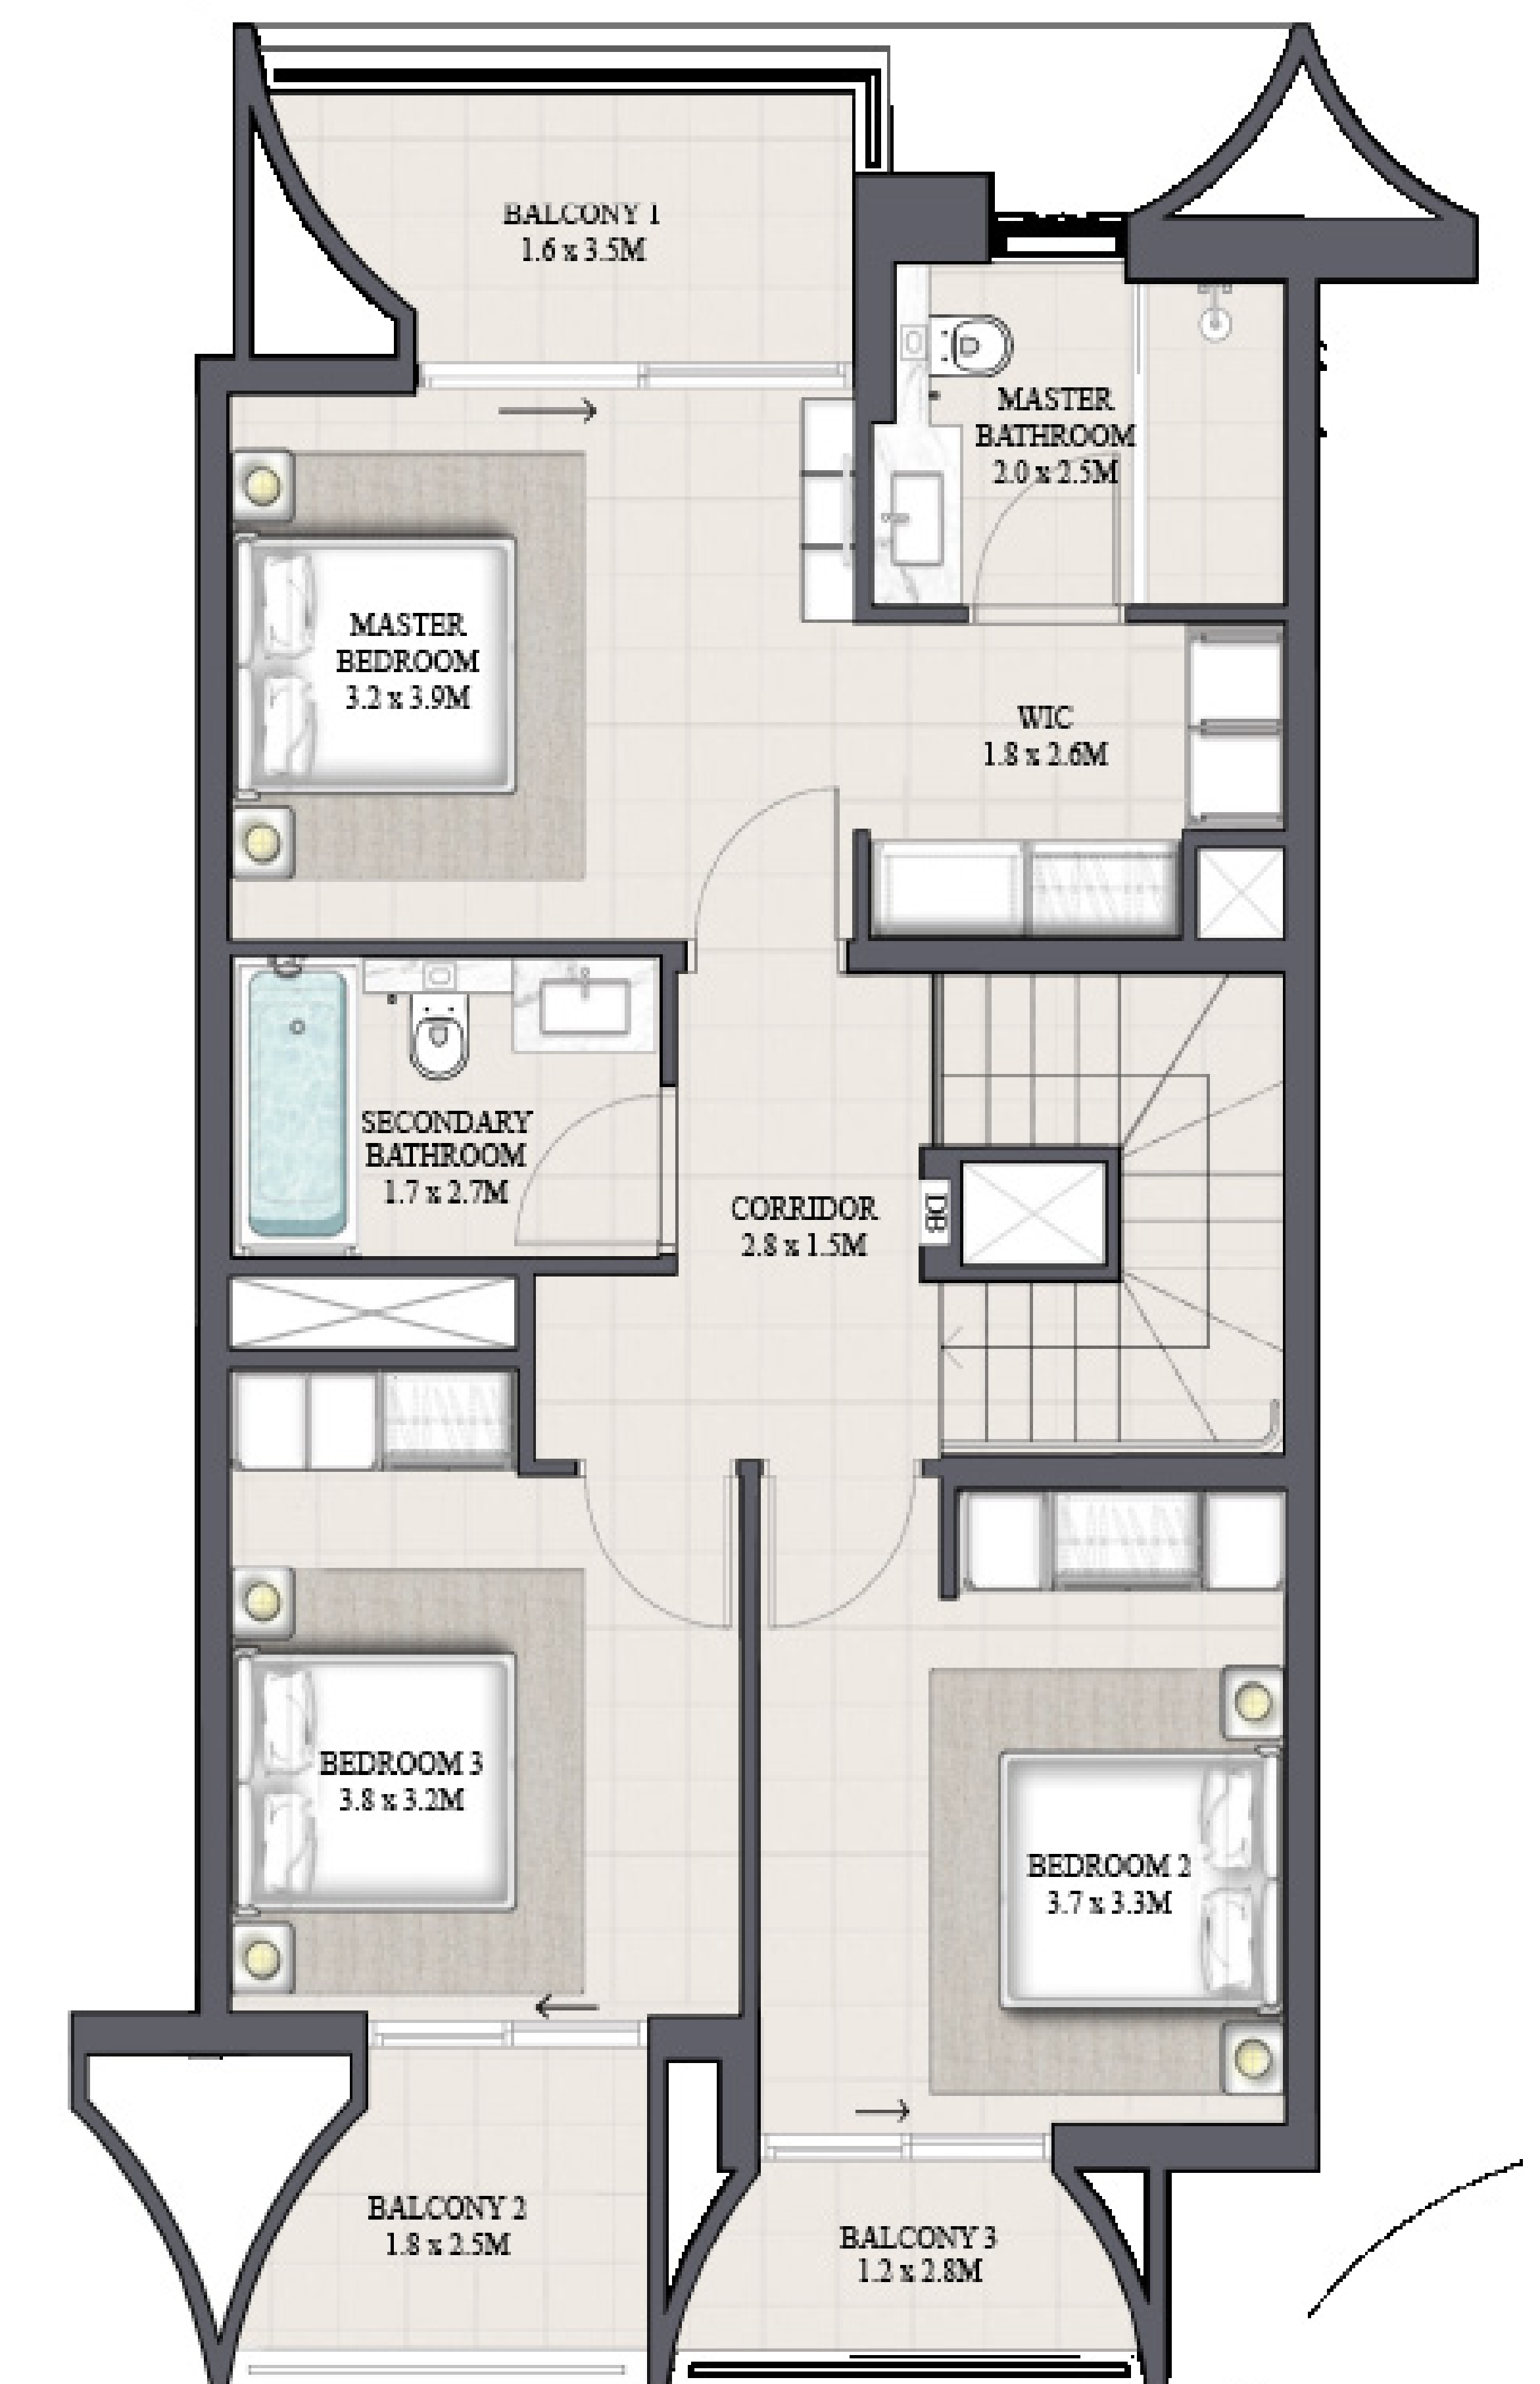 BALCONY 1
1.6 x 3.5M
MASTER
BATHROOM
2.0 x 2.5M
MASTER
BEDROOM
3.2 x 3.9M
WIC
1.8 x 2.6M
SECONDARY
BATHROOM
1.7 x 2.7M
CORRIDOR
2.8 x 1.5M
DB
BEDROOM 3
3.8 x 3.2M
BEDROOM 2
3.7 x 3.3M
BALCONY 2
1.8 x 2.5M
BALCONY 3
1.2 x 2.8M